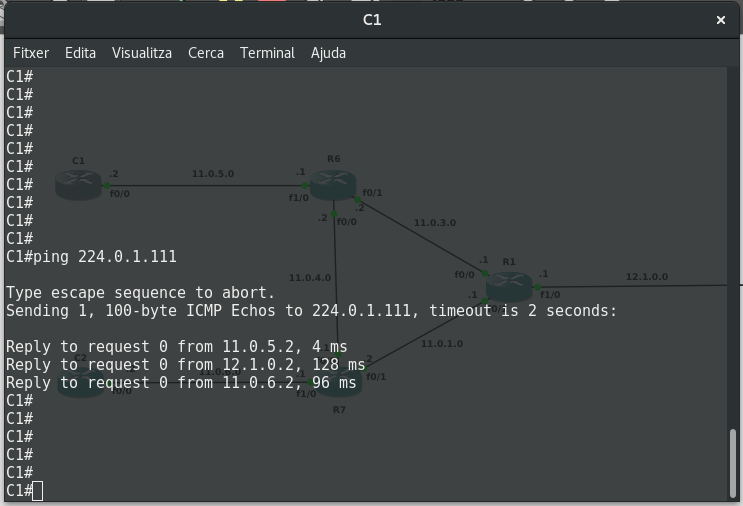 C1
×
Fitxer Edita Visualitza Cerca Terminal Ajuda
C1#
C1#
C1#
C1#
C1#
C1#
C1#
C1#
C1#
C1#
C1#ping 224.0.1.111
Type escape sequence to abort.
Sending 1, 100-byte ICMP Echos to 224.0.1.111, timeout is 2 seconds:
Reply to request 0 from 11.0.5.2, 4 ms
Reply to request 0 from 12.1.0.2, 128 ms
Reply to request 0 from 11.0.6.2, 96 ms
C1#
C1#
C1#
C1#
C1#
C1#
C1
.2
f0/0
11.0.5.0
.1
f1/0
R6
f0/1
.2
.2
f0/0
11.0.3.0
.1
f0/0
R1
.1
f1/0
12.1.0.0
11.0.4.0
.1
11.0.1.0
C2
f0/0
.1
f1/0
.2
f0/1
R7